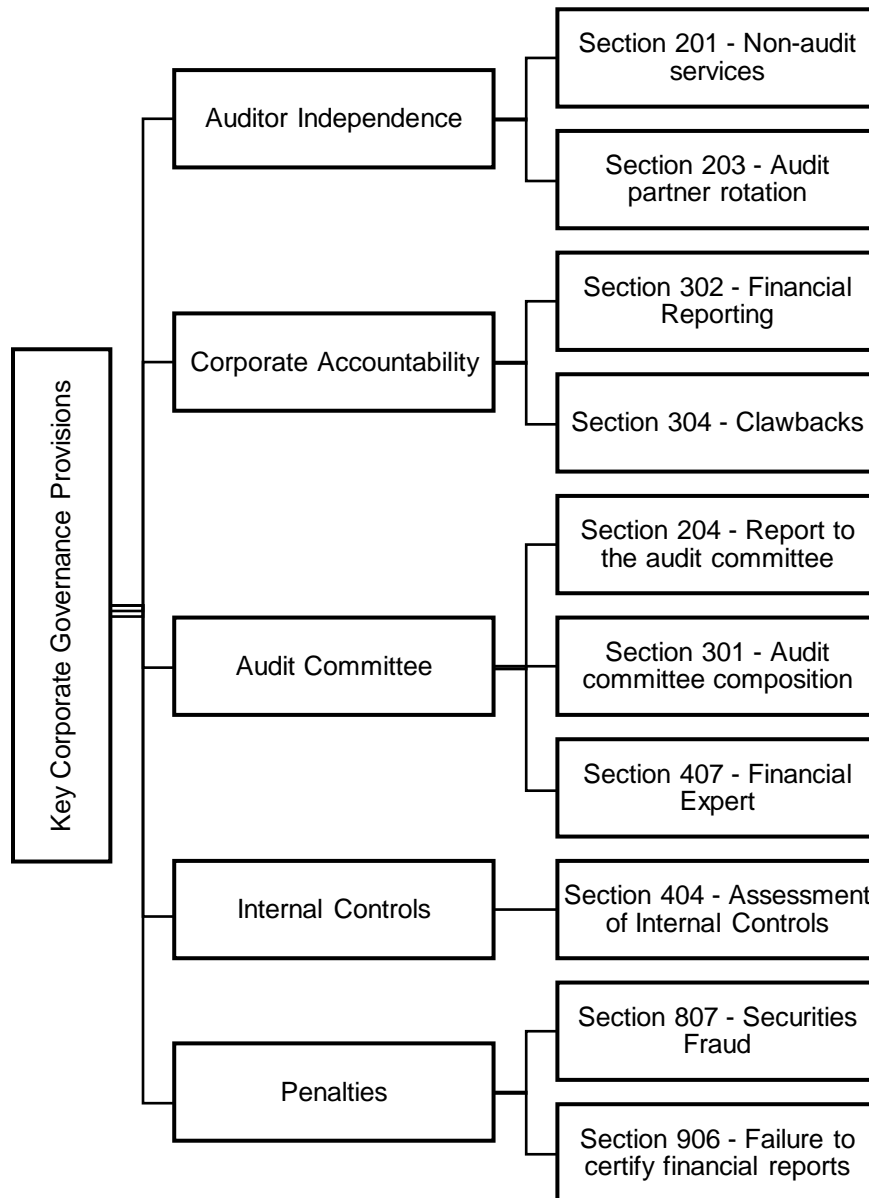 Key Corporate Governance Provisions
Auditor Independence
Section 201 - Non-audit
services
Section 203 - Audit
partner rotation
Corporate Accountability
Section 302 - Financial
Reporting
Section 304 - Clawbacks
Audit Committee
Section 204 - Report to
the audit committee
Section 301 - Audit
committee composition
Section 407 - Financial
Expert
Internal Controls
Section 404 - Assessment
of Internal Controls
Penalties
Section 807 - Securities
Fraud
Section 906 - Failure to
certify financial reports